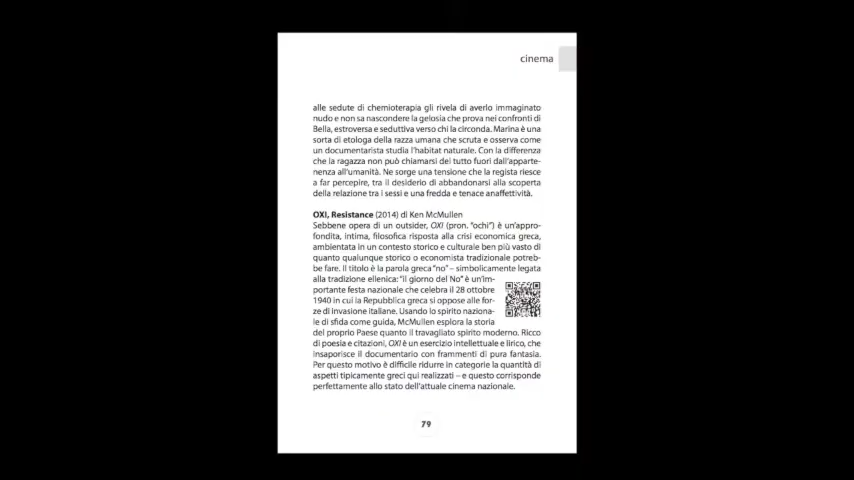 cinema
alle sedute di chemioterapia gli rivela di averlo immaginato
nudo e non sa nascondere la gelosia che prova nei confronti di
Bella, estroversa e seduttiva verso chi la circonda. Marina è una
sorta di etologa della razza umana che scruta e osserva come
un documentarista studia l'habitat naturale. Con la differenza
che la ragazza non può chiamarsi del tutto fuori dall'apparte-
nenza all'umanità. Ne sorge una tensione che la regista riesce
a far percepire, tra il desiderio di abbandonarsi alla scoperta
della relazione tra i sessi e una fredda e tenace anaffettività.
OXI, Resistance (2014) di Ken McMullen
Sebbene opera di un outsider, OXI (pron. "ochi") è un'appro-
fondita, intima, filosofica risposta alla crisi economica greca,
ambientata in un contesto storico e culturale ben più vasto di
quanto qualunque storico o economista tradizionale potreb-
be fare. Il titolo è la parola greca "no" – simbolicamente legata
alla tradizione ellenica: "il giorno del No" è un'im-
portante festa nazionale che celebra il 28 ottobre
1940 in cui la Repubblica greca si oppose alle for-
ze di invasione italiane. Usando lo spirito naziona-
le di sfida come guida, McMullen esplora la storia
del proprio Paese quanto il travagliato spirito moderno. Ricco
di poesia e citazioni, OXI è un esercizio intellettuale e lirico, che
insaporisce il documentario con frammenti di pura fantasia.
Per questo motivo è difficile ridurre in categorie la quantità di
aspetti tipicamente greci qui realizzati – e questo corrisponde
perfettamente allo stato dell'attuale cinema nazionale.
79